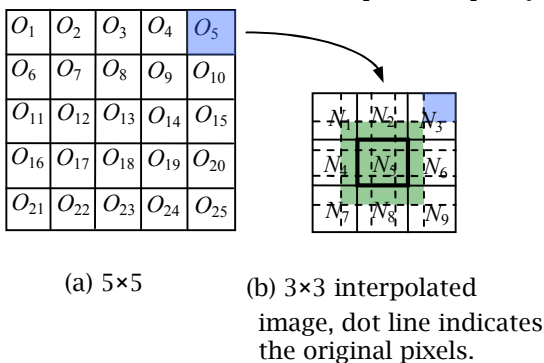 O₁ O₂ O₃ O₄ O₅
O₆ O₇ O₈ O₉ O₁₀
O₁₁ O₁₂ O₁₃ O₁₄ O₁₅
O₁₆ O₁₇ O₁₈ O₁₉ O₂₀
O₂₁ O₂₂ O₂₃ O₂₄ O₂₅
N₁ N₂ N₃
N₄ N₅ N₆
N₇ N₈ N₉
(a) 5×5
(b) 3×3 interpolated
image, dot line indicates
the original pixels.